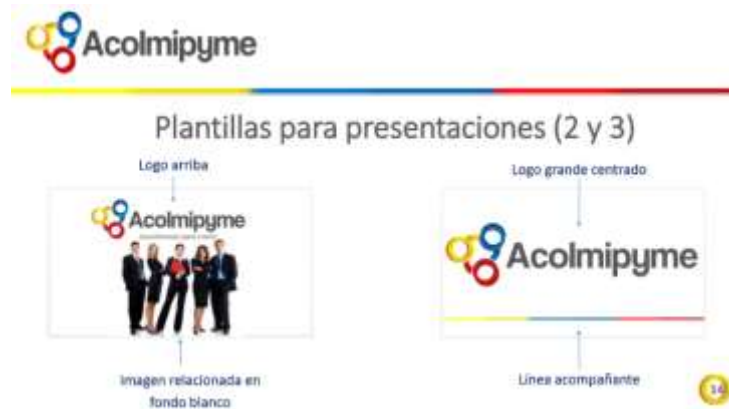 Acolmipyme
Plantillas para presentaciones (2 y 3)
Logo arriba
Acolmipyme
Imagen relacionada en
fondo blanco
Logo grande centrado
Acolmipyme
Línea acompañante
14